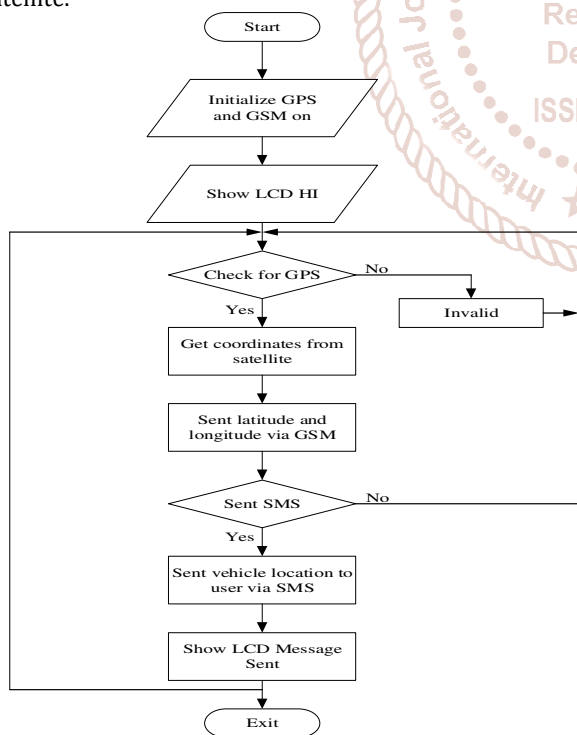 Start
Initialize GPS
and GSM on
Show LCD HI
Check for GPS
No
Yes
Invalid
Get coordinates from
satellite
Sent latitude and
longitude via GSM
Sent SMS
No
Yes
Sent vehicle location to
user via SMS
Show LCD Message
Sent
Exit
International